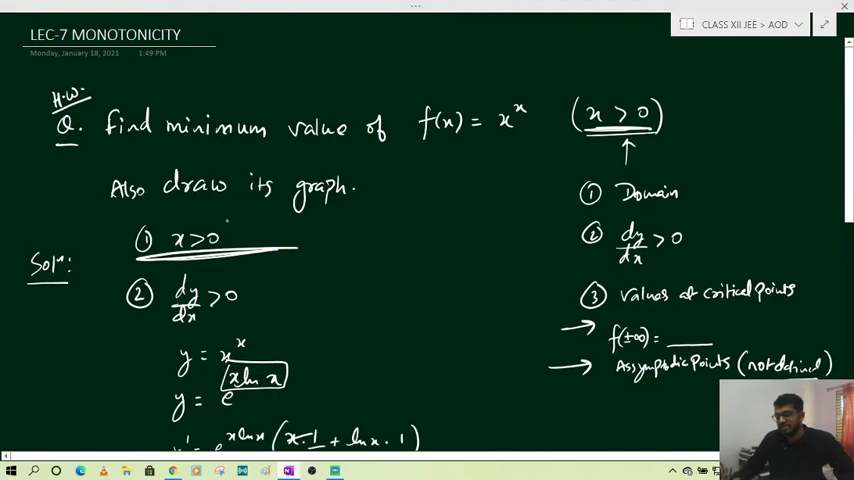 CLASS XII JEE > AOD
LEC-7 MONOTONICITY
Monday, January 18, 2021 1:49 PM
H.W.
Q. Find minimum value of f(x) = x^x (x > 0)
Also draw its graph.
Solⁿ:
① x>0
② dy/dx > 0
y = x^x
y = e^(x ln x)
y' = e^(x ln x) (x·1 + ln x · 1)
① Domain
② dy/dx > 0
③ values at critical points
→ f(±∞) = ___
→ Assymptotic Points (not defined)